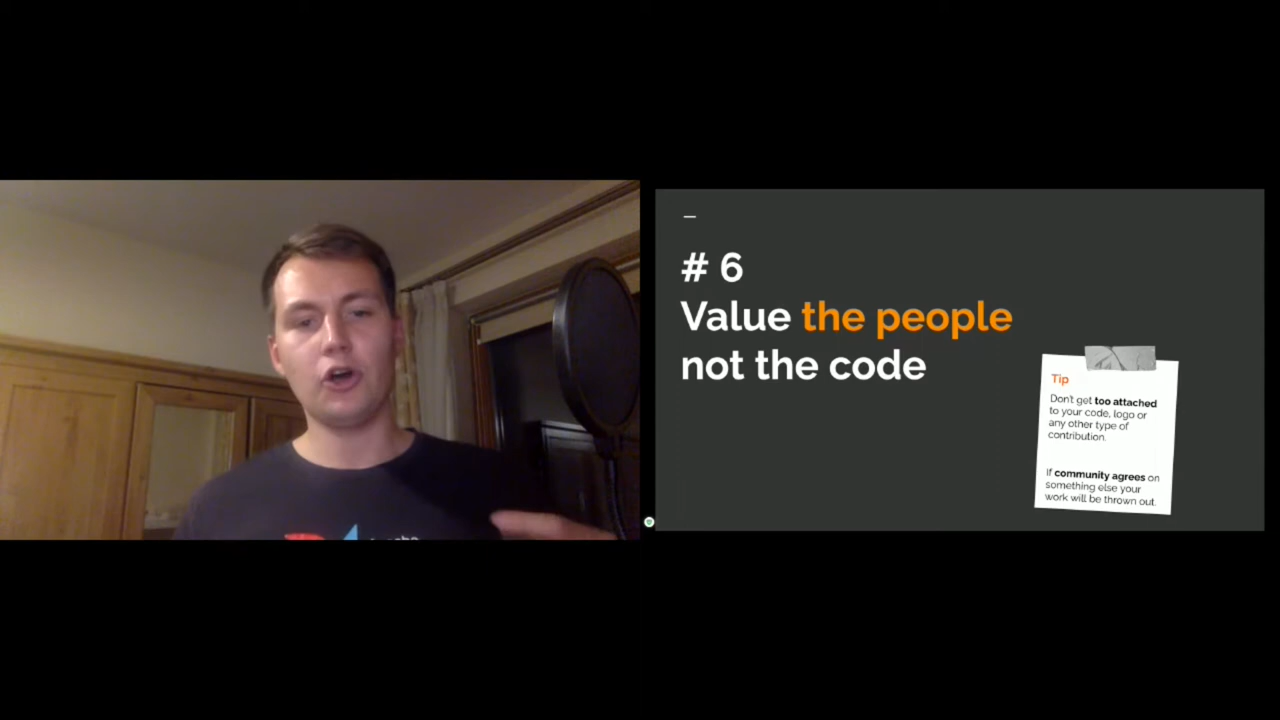 # 6
Value the people
not the code
Tip
Don't get too attached
to your code, logo or
any other type of
contribution.
If community agrees on
something else your
work will be thrown out.